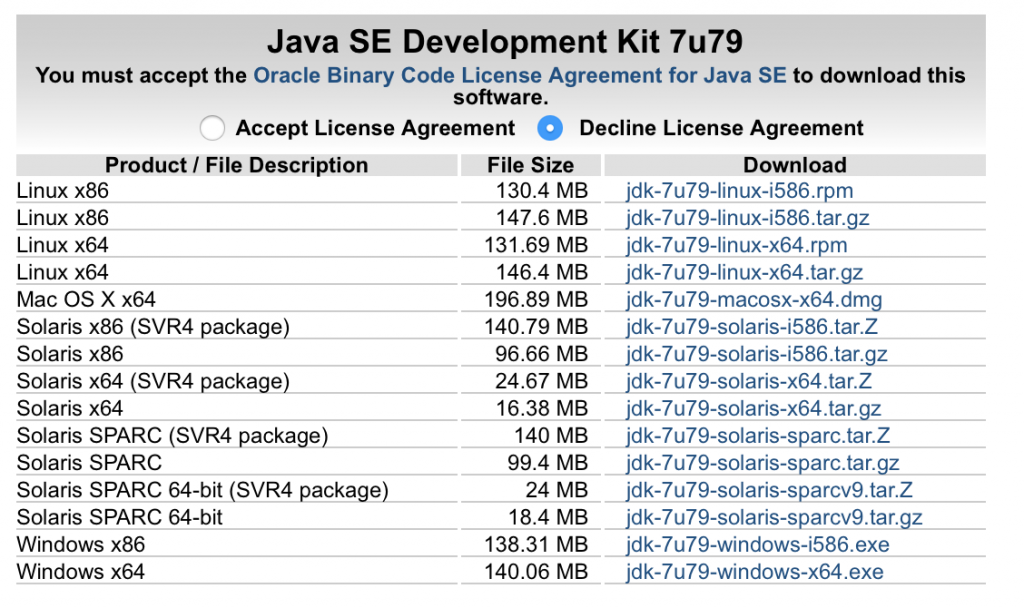 Java SE Development Kit 7u79
You must accept the Oracle Binary Code License Agreement for Java SE to download this
software.
Accept License Agreement Decline License Agreement
Product / File Description File Size Download
Linux x86 130.4 MB jdk-7u79-linux-i586.rpm
Linux x86 147.6 MB jdk-7u79-linux-i586.tar.gz
Linux x64 131.69 MB jdk-7u79-linux-x64.rpm
Linux x64 146.4 MB jdk-7u79-linux-x64.tar.gz
Mac OS X x64 196.89 MB jdk-7u79-macosx-x64.dmg
Solaris x86 (SVR4 package) 140.79 MB jdk-7u79-solaris-i586.tar.Z
Solaris x86 96.66 MB jdk-7u79-solaris-i586.tar.gz
Solaris x64 (SVR4 package) 24.67 MB jdk-7u79-solaris-x64.tar.Z
Solaris x64 16.38 MB jdk-7u79-solaris-x64.tar.gz
Solaris SPARC (SVR4 package) 140 MB jdk-7u79-solaris-sparc.tar.Z
Solaris SPARC 99.4 MB jdk-7u79-solaris-sparc.tar.gz
Solaris SPARC 64-bit (SVR4 package) 24 MB jdk-7u79-solaris-sparcv9.tar.Z
Solaris SPARC 64-bit 18.4 MB jdk-7u79-solaris-sparcv9.tar.gz
Windows x86 138.31 MB jdk-7u79-windows-i586.exe
Windows x64 140.06 MB jdk-7u79-windows-x64.exe